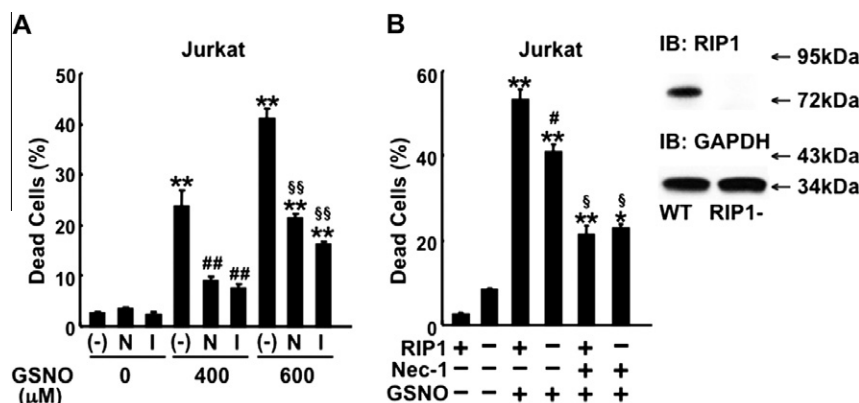 A
Jurkat
Dead Cells (%)
50
40
30
20
10
0
**
##
##
**
§§
**
§§
**
(-) N I (-) N I (-) N I
GSNO 0 400 600
(μM)
B
Jurkat
Dead Cells (%)
60
40
20
0
**
#
**
§
**
§
*
RIP1 + − + − + −
Nec-1 − − − − + +
GSNO − − + + + +
IB: RIP1
← 95kDa
← 72kDa
IB: GAPDH
← 43kDa
← 34kDa
WT RIP1-